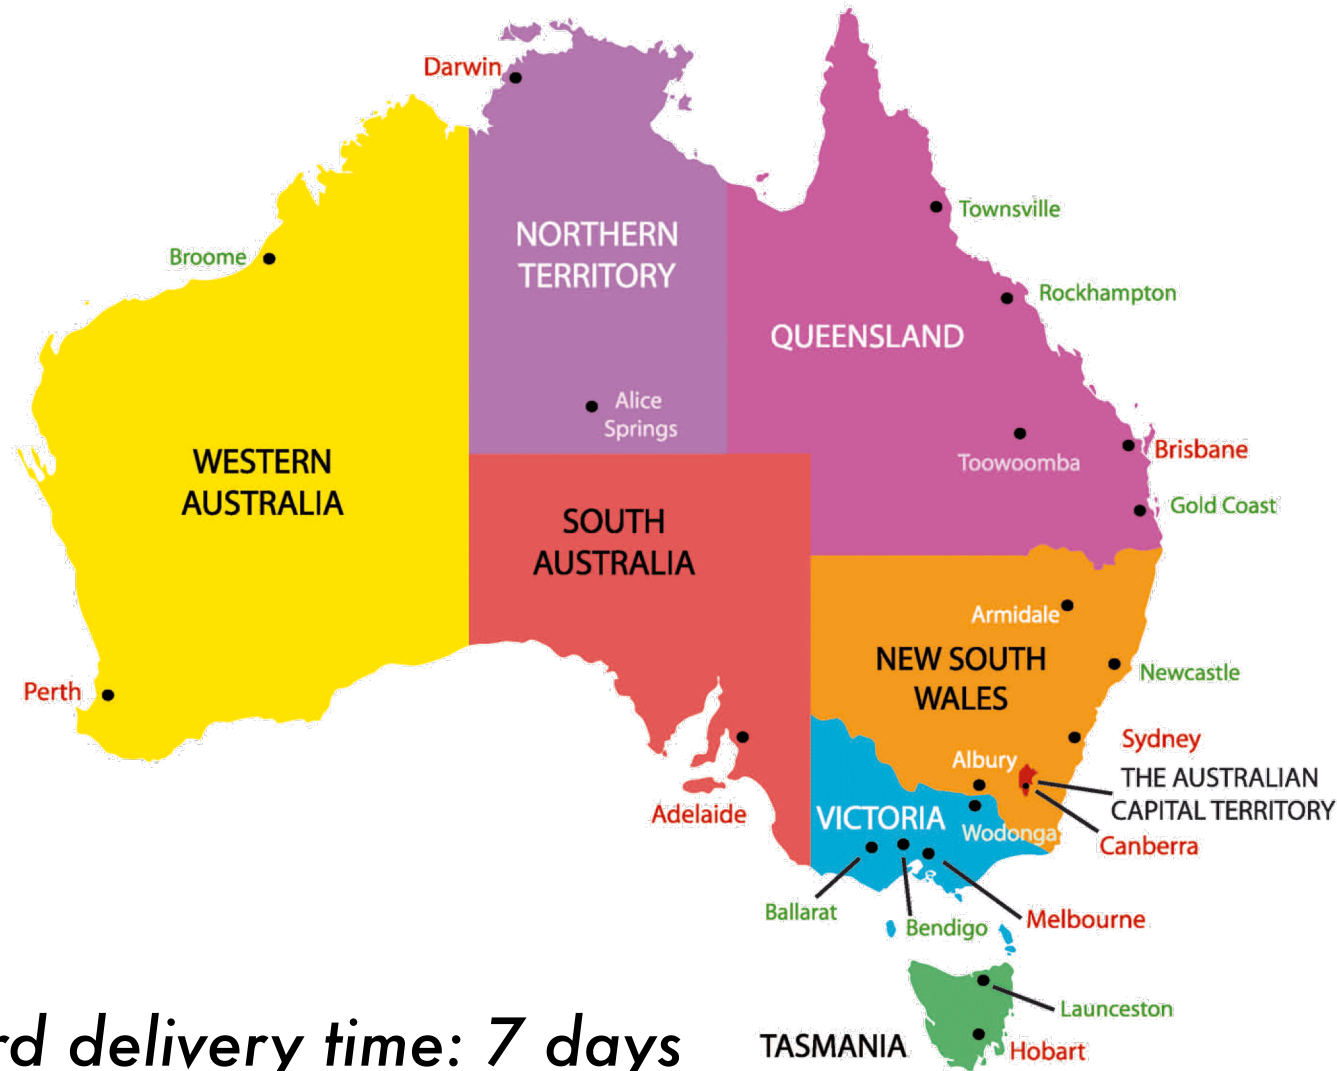 Darwin
Townsville
NORTHERN
TERRITORY
Broome
Rockhampton
QUEENSLAND
Alice
Springs
WESTERN
AUSTRALIA
Toowoomba
Brisbane
SOUTH
AUSTRALIA
Gold Coast
Armidale
NEW SOUTH
WALES
Newcastle
Perth
Sydney
Albury
THE AUSTRALIAN
CAPITAL TERRITORY
Adelaide
VICTORIA
Wodonga
Canberra
Ballarat
Bendigo
Melbourne
Launceston
TASMANIA
Hobart
delivery time: 7 days